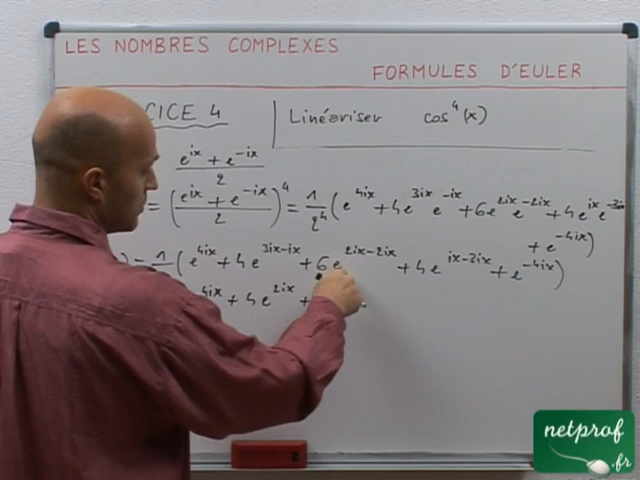 LES NOMBRES COMPLEXES
FORMULES D'EULER
CICE 4
Linéariser cos⁴(x)
(e^{ix} + e^{-ix})/2
= ((e^{ix} + e^{-ix})/2)⁴ = 1/2⁴ (e^{4ix} + 4e^{3ix} e^{-ix} + 6e^{2ix} e^{-2ix} + 4e^{ix} e^{-3ix}
+ e^{-4ix})
) = 1/ (e^{4ix} + 4e^{3ix-ix} + 6e^{2ix-2ix} + 4e^{ix-3ix} + e^{-4ix})
4ix + 4e^{2ix} +
netprof
.fr